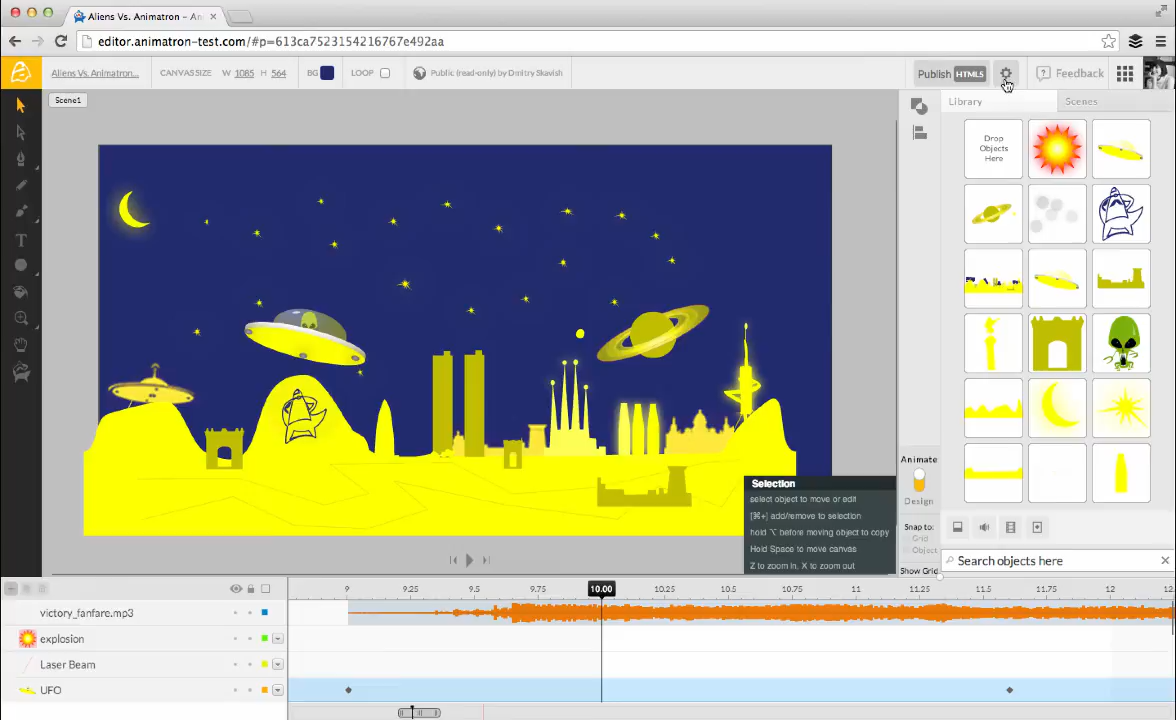 Aliens Vs. Animatron – An
editor.animatron-test.com/#p=613ca7523154216767e492aa
Aliens Vs. Animatron... CANVAS SIZE W 1085 H 564 BG LOOP Public (read-only) by Dmitry Skavish Publish HTML5 ? Feedback
Scene1
Library Scenes
Drop
Objects
Here
Selection
select object to move or edit
[⌘+] add/remove to selection
hold ⌥ before moving object to copy
Hold Space to move canvas
Z to zoom in, X to zoom out
Animate
Design
Snap to:
Grid
Object
Show Grid
Search objects here
9 9.25 9.5 9.75 10.00 10.25 10.5 10.75 11 11.25 11.5 11.75 12 12.2
victory_fanfare.mp3
explosion
Laser Beam
UFO